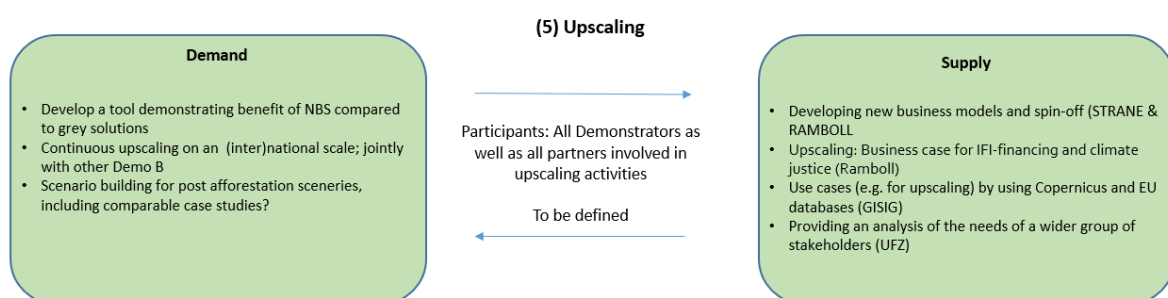 (5) Upscaling
Demand
• Develop a tool demonstrating benefit of NBS compared
to grey solutions
• Continuous upscaling on an (inter)national scale; jointly
with other Demo B
• Scenario building for post afforestation sceneries,
including comparable case studies?
Participants: All Demonstrators as
well as all partners involved in
upscaling activities
To be defined
Supply
• Developing new business models and spin-off (STRANE &
RAMBOLL
• Upscaling: Business case for IFI-financing and climate
justice (Ramboll)
• Use cases (e.g. for upscaling) by using Copernicus and EU
databases (GISIG)
• Providing an analysis of the needs of a wider group of
stakeholders (UFZ)